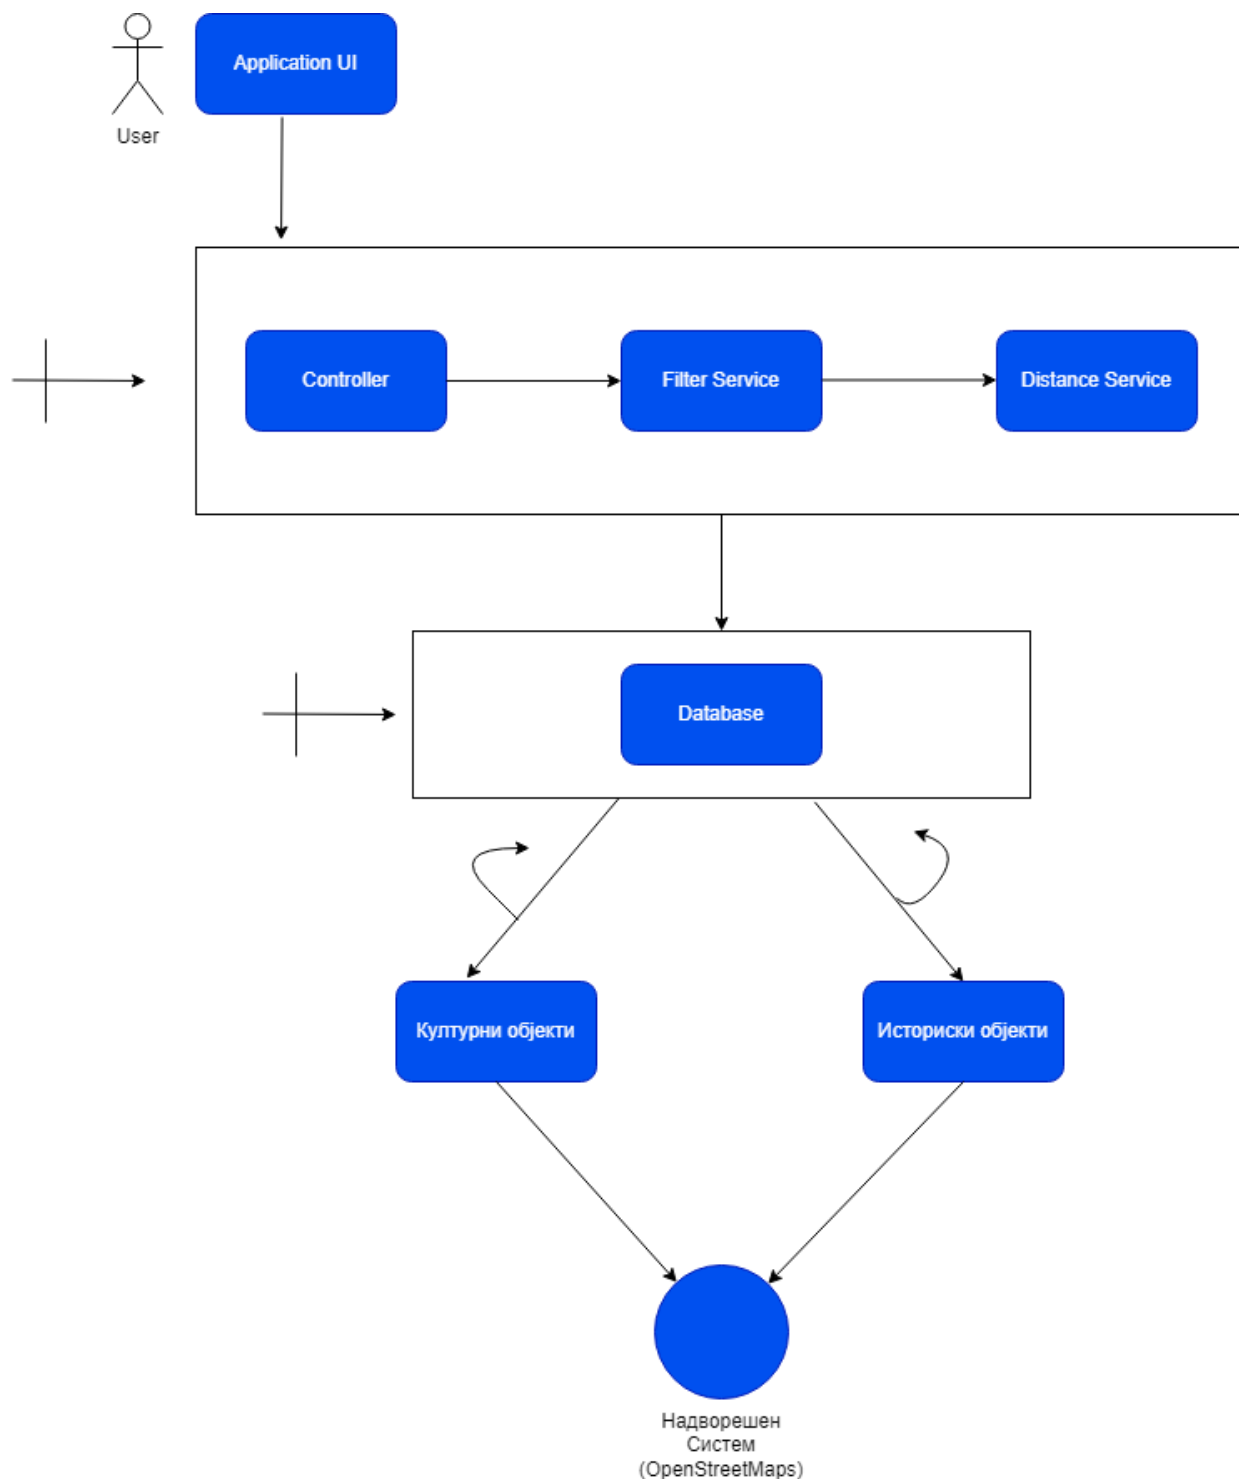 Application UI
User
Controller
Filter Service
Distance Service
Database
Културни објекти
Историски објекти
Надворешен
Систем
(OpenStreetMaps)